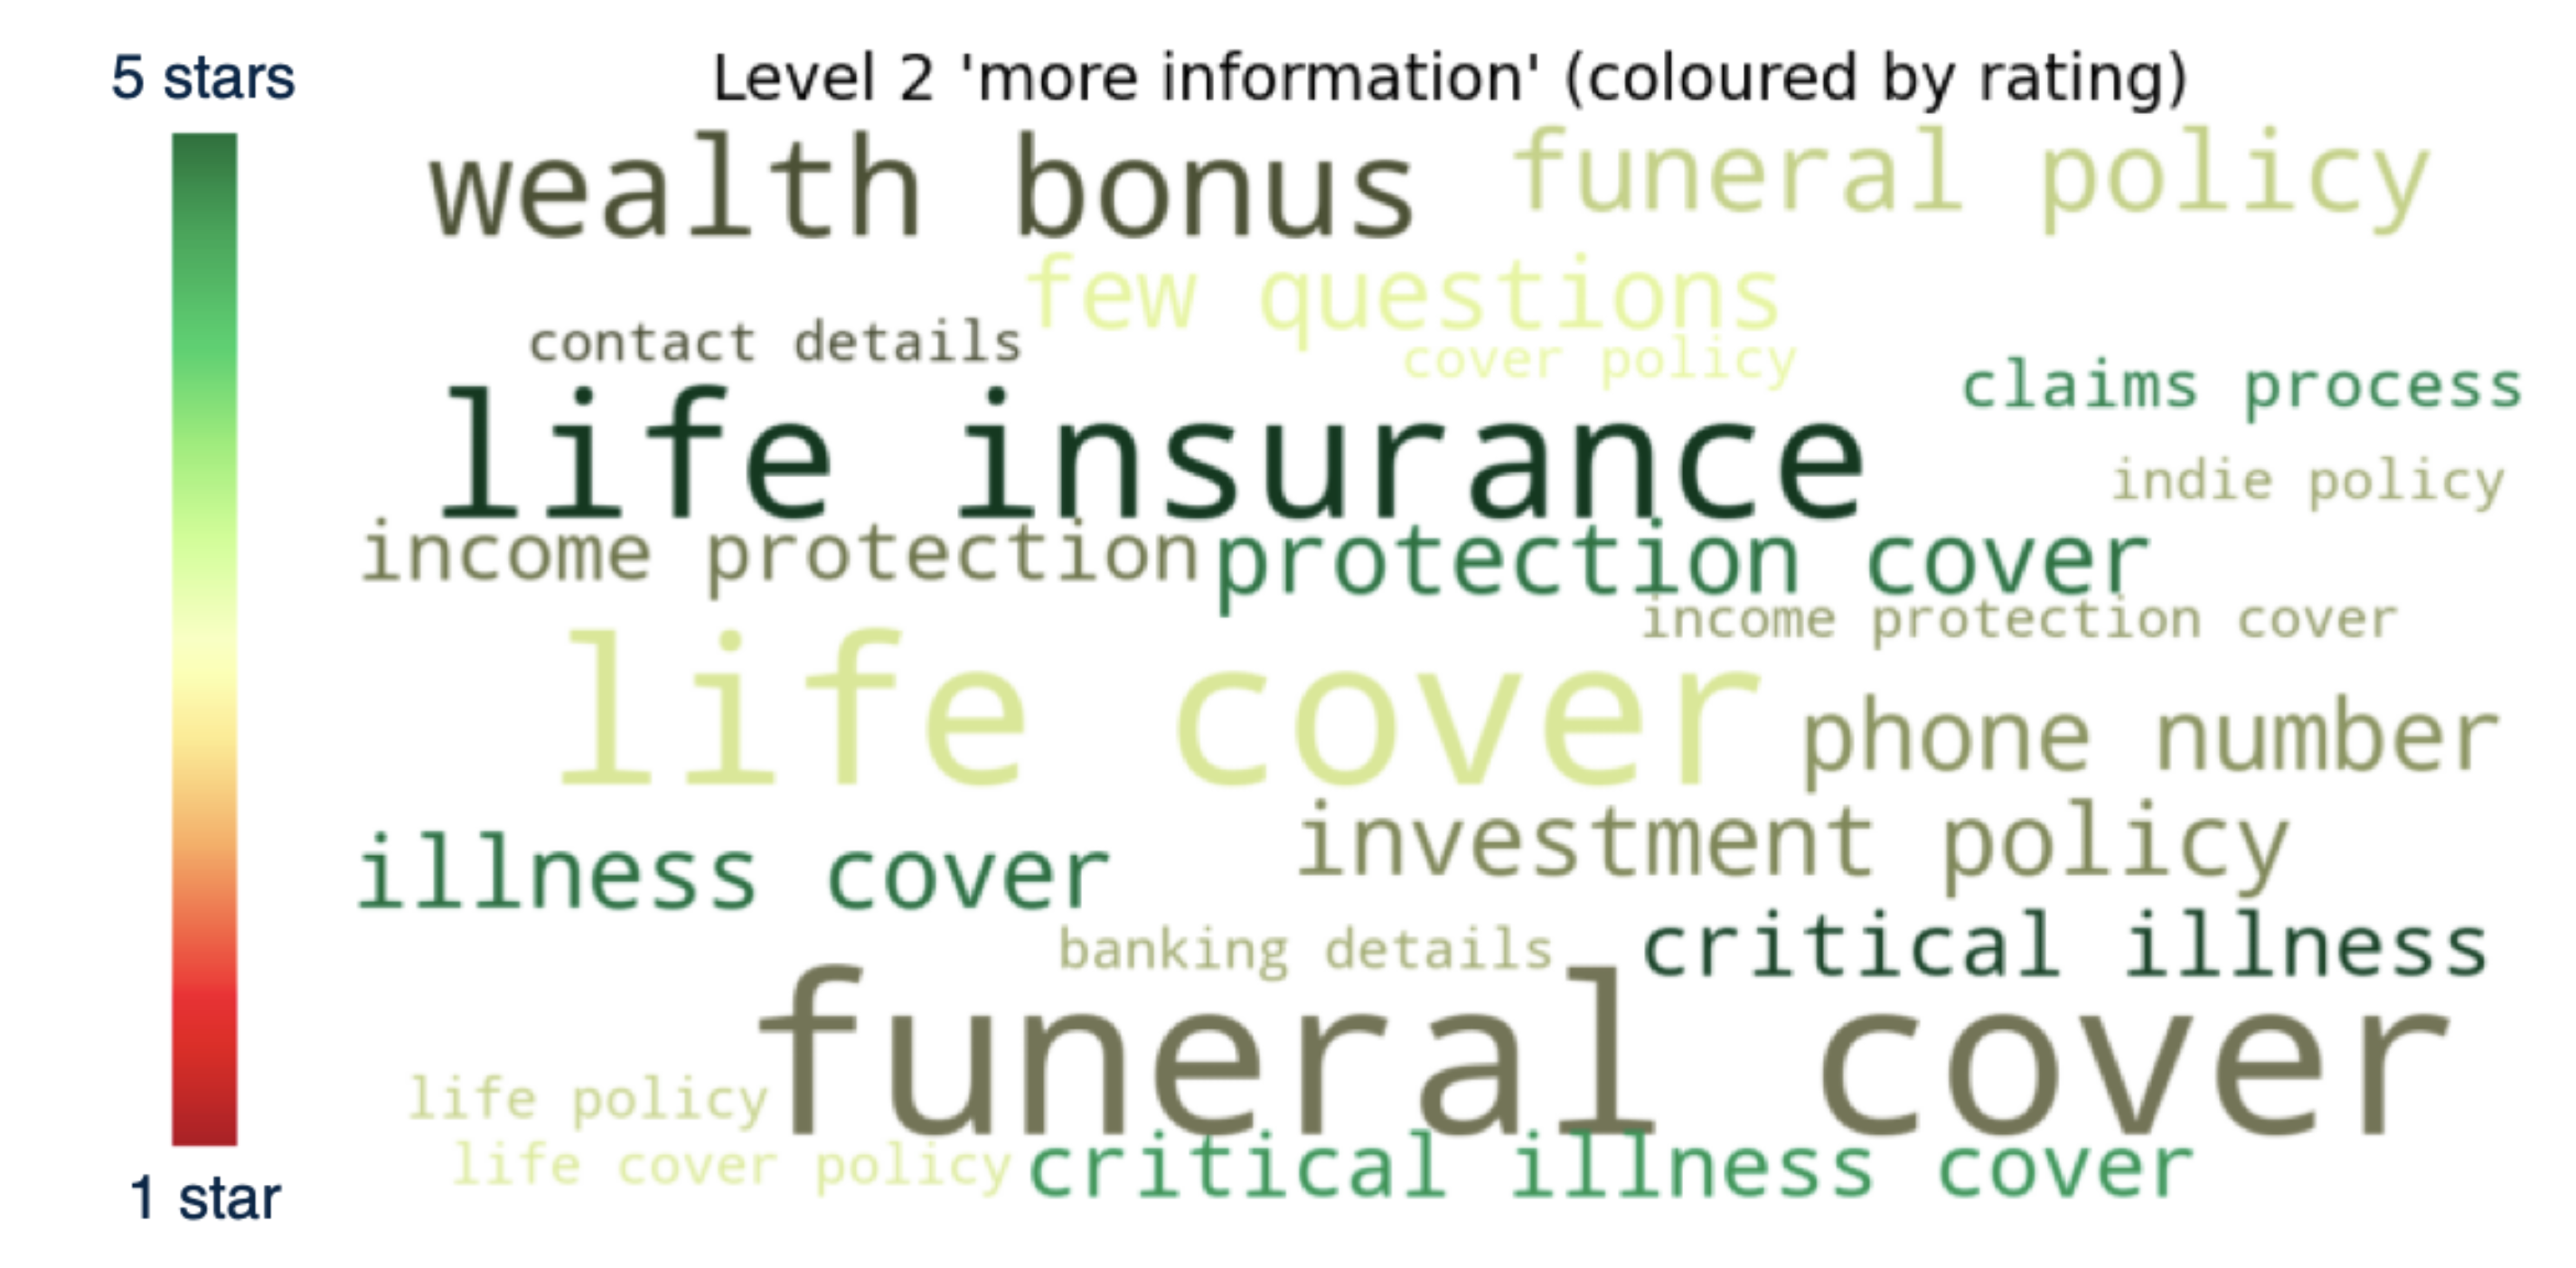 5 stars
Level 2 'more information' (coloured by rating)
wealth bonus
funeral policy
few questions
contact details
cover policy
claims process
life insurance
indie policy
income protection
protection cover
income protection cover
life cover
phone number
investment policy
illness cover
banking details
critical illness
funeral cover
life policy
life cover policy
critical illness cover
1 star